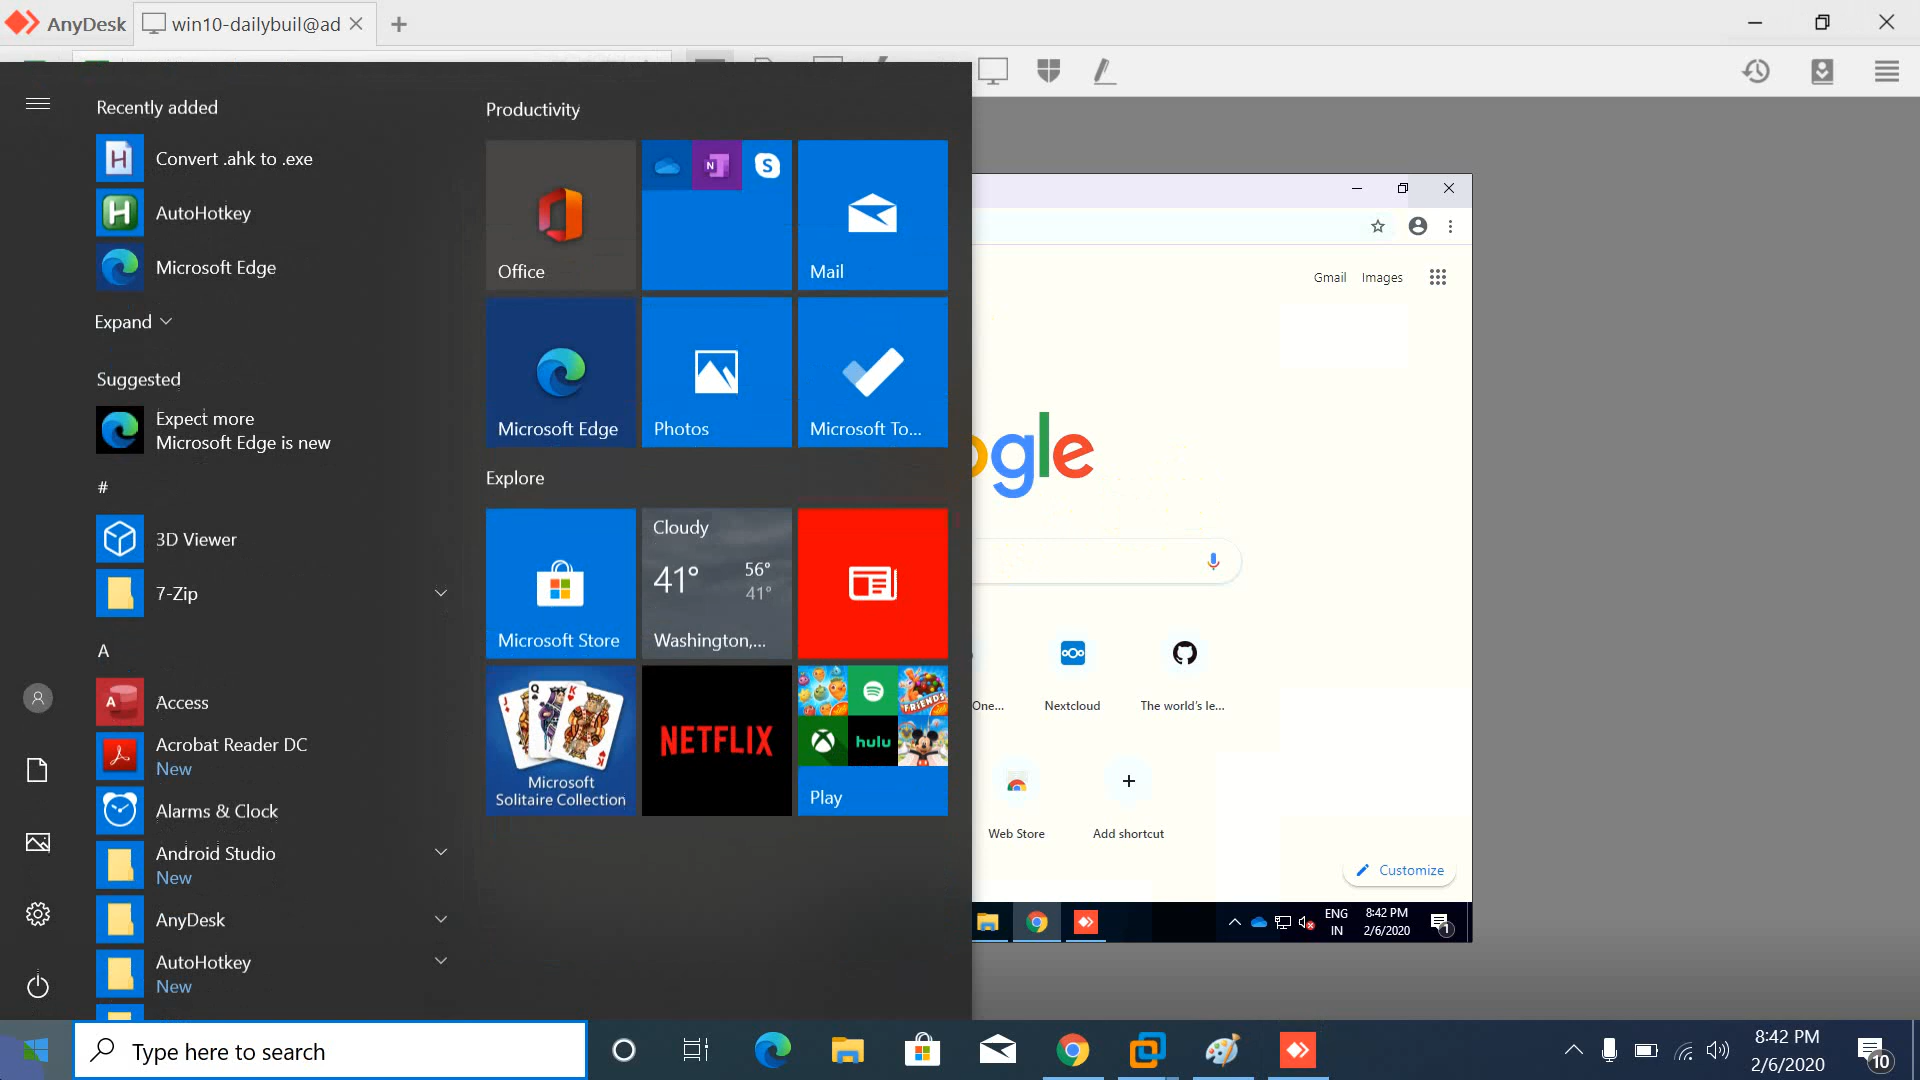 AnyDesk
win10-dailybuil@ad
Recently added
Convert .ahk to .exe
AutoHotkey
Microsoft Edge
Expand
Suggested
Expect more
Microsoft Edge is new
#
3D Viewer
7-Zip
A
Access
Acrobat Reader DC
New
Alarms & Clock
Android Studio
New
AnyDesk
AutoHotkey
New
Productivity
Office
Mail
Microsoft Edge
Photos
Microsoft To...
Explore
Microsoft Store
Cloudy
41°
56°
41°
Washington,...
Microsoft
Solitaire Collection
NETFLIX
hulu
Play
Gmail
Images
ogle
One...
Nextcloud
The world's le...
Web Store
Add shortcut
Customize
ENG
IN
8:42 PM
2/6/2020
1
Type here to search
8:42 PM
2/6/2020
10